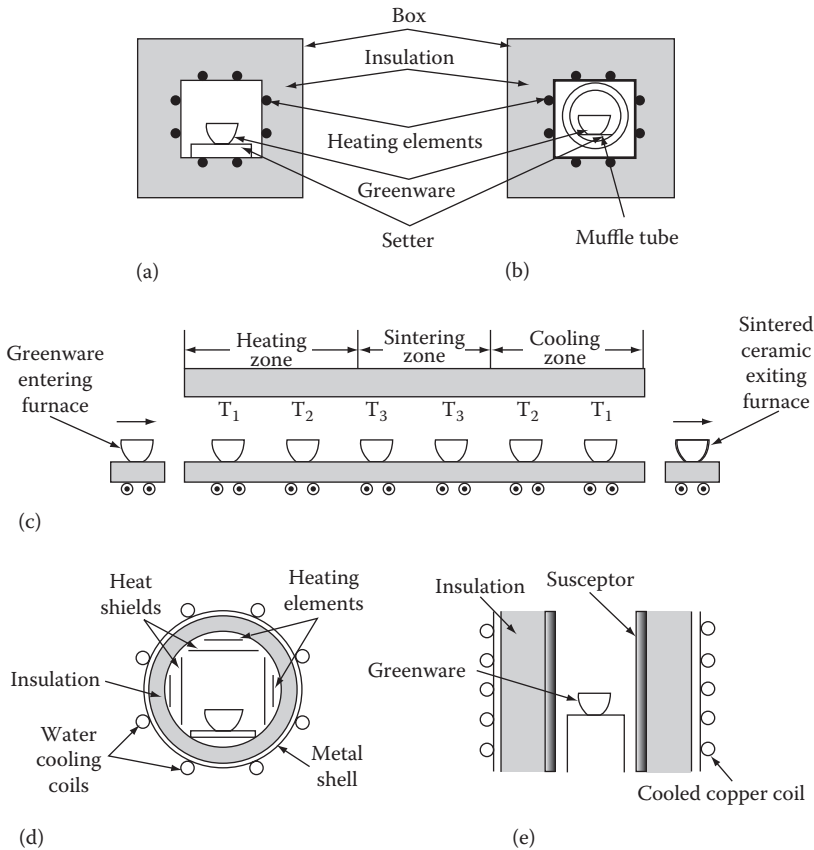 Box
Insulation
Heating elements
Greenware
Setter
Muffle tube
(a)
(b)
Greenware
entering
furnace
Heating
zone
Sintering
zone
Cooling
zone
Sintered
ceramic
exiting
furnace
T₁
T₂
T₃
T₃
T₂
T₁
(c)
Heat
shields
Heating
elements
Insulation
Water
cooling
coils
Metal
shell
(d)
Insulation
Susceptor
Greenware
Cooled copper coil
(e)